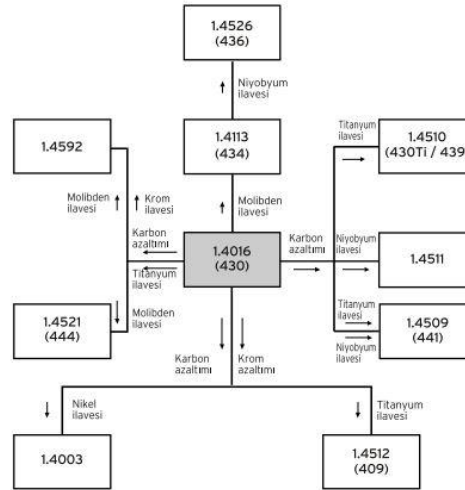 1.4526
(436)
Niyobyum
ilavesi
1.4592
1.4113
(434)
Titanyum
ilavesi
1.4510
(430Ti / 439)
Molibden
ilavesi
Krom
ilavesi
Molibden
ilavesi
Karbon
azaltımı
Titanyum
ilavesi
1.4016
(430)
Karbon
azaltımı
Niyobyum
ilavesi
1.4511
1.4521
(444)
Molibden
ilavesi
Titanyum
ilavesi
Niyobyum
ilavesi
1.4509
(441)
Karbon
azaltımı
Krom
azaltımı
Nikel
ilavesi
Titanyum
ilavesi
1.4003
1.4512
(409)